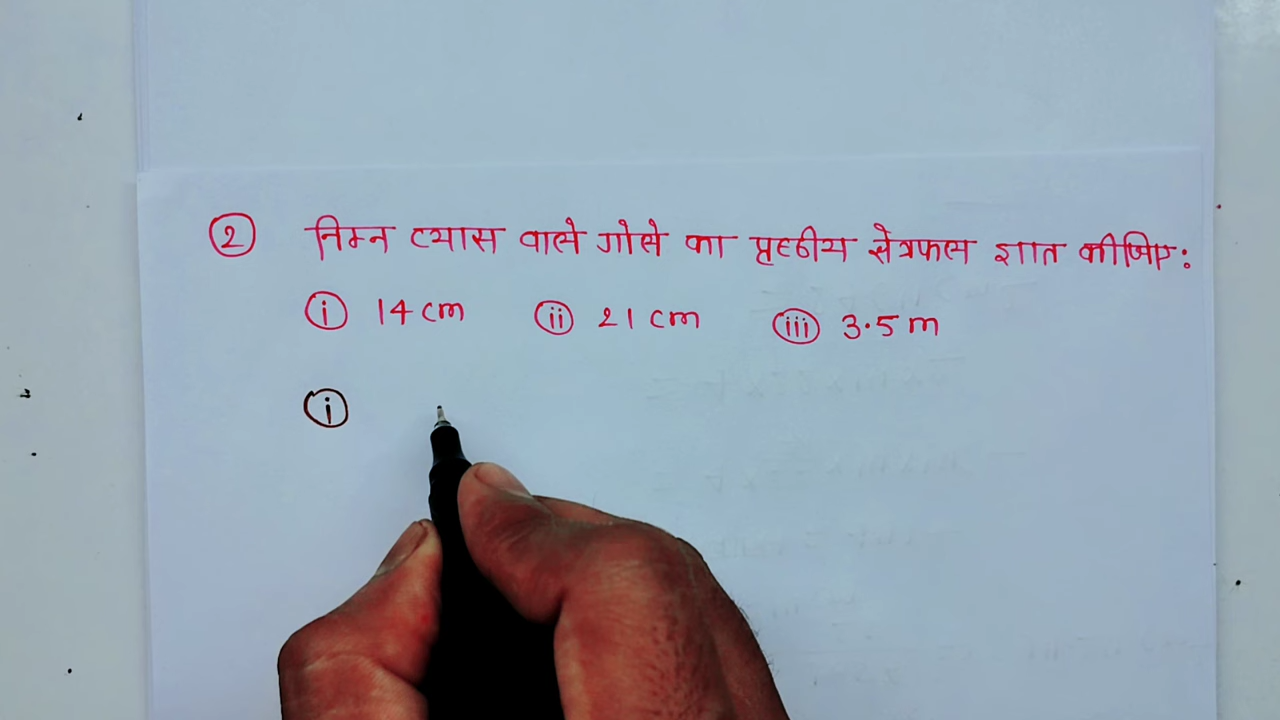 ② निम्न व्यास वाले गोले का पृष्ठीय क्षेत्रफल ज्ञात कीजिए:
ⓘ 14 cm ⓘⓘ 21 cm ⓘⓘⓘ 3.5 m
ⓘ